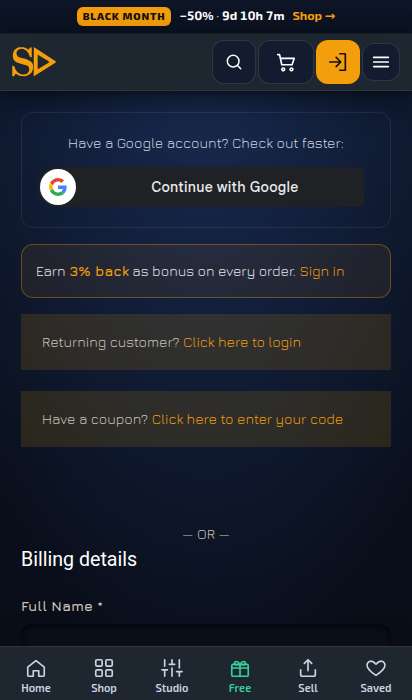 BLACK MONTH −50% · 9d 10h 7m Shop →
S
Have a Google account? Check out faster:
Continue with Google
Earn 3% back as bonus on every order. Sign in
Returning customer? Click here to login
Have a coupon? Click here to enter your code
— OR —
Billing details
Full Name *
Home Shop Studio Free Sell Saved